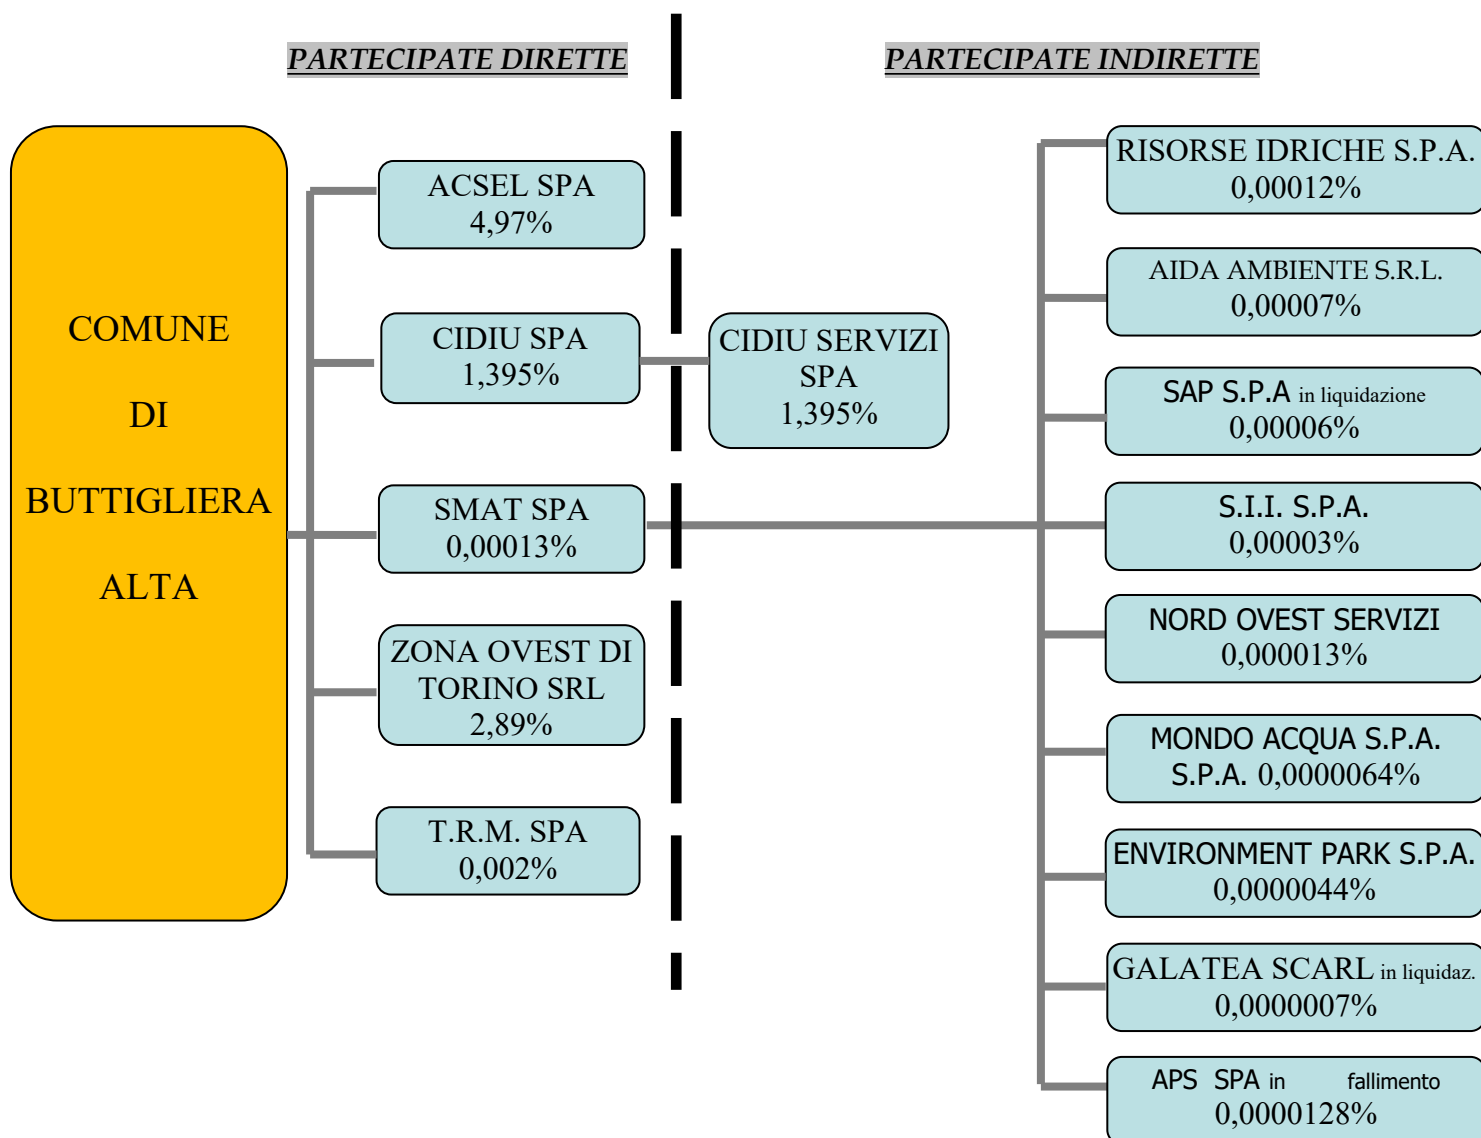 PARTECIPATE DIRETTE
PARTECIPATE INDIRETTE
COMUNE
DI
BUTTIGLIERA
ALTA
ACSEL SPA
4,97%
CIDIU SPA
1,395%
SMAT SPA
0,00013%
ZONA OVEST DI
TORINO SRL
2,89%
T.R.M. SPA
0,002%
CIDIU SERVIZI
SPA
1,395%
RISORSE IDRICHE S.P.A.
0,00012%
AIDA AMBIENTE S.R.L.
0,00007%
SAP S.P.A in liquidazione
0,00006%
S.I.I. S.P.A.
0,00003%
NORD OVEST SERVIZI
0,000013%
MONDO ACQUA S.P.A.
S.P.A. 0,0000064%
ENVIRONMENT PARK S.P.A.
0,0000044%
GALATEA SCARL in liquidaz.
0,0000007%
APS SPA in fallimento
0,0000128%